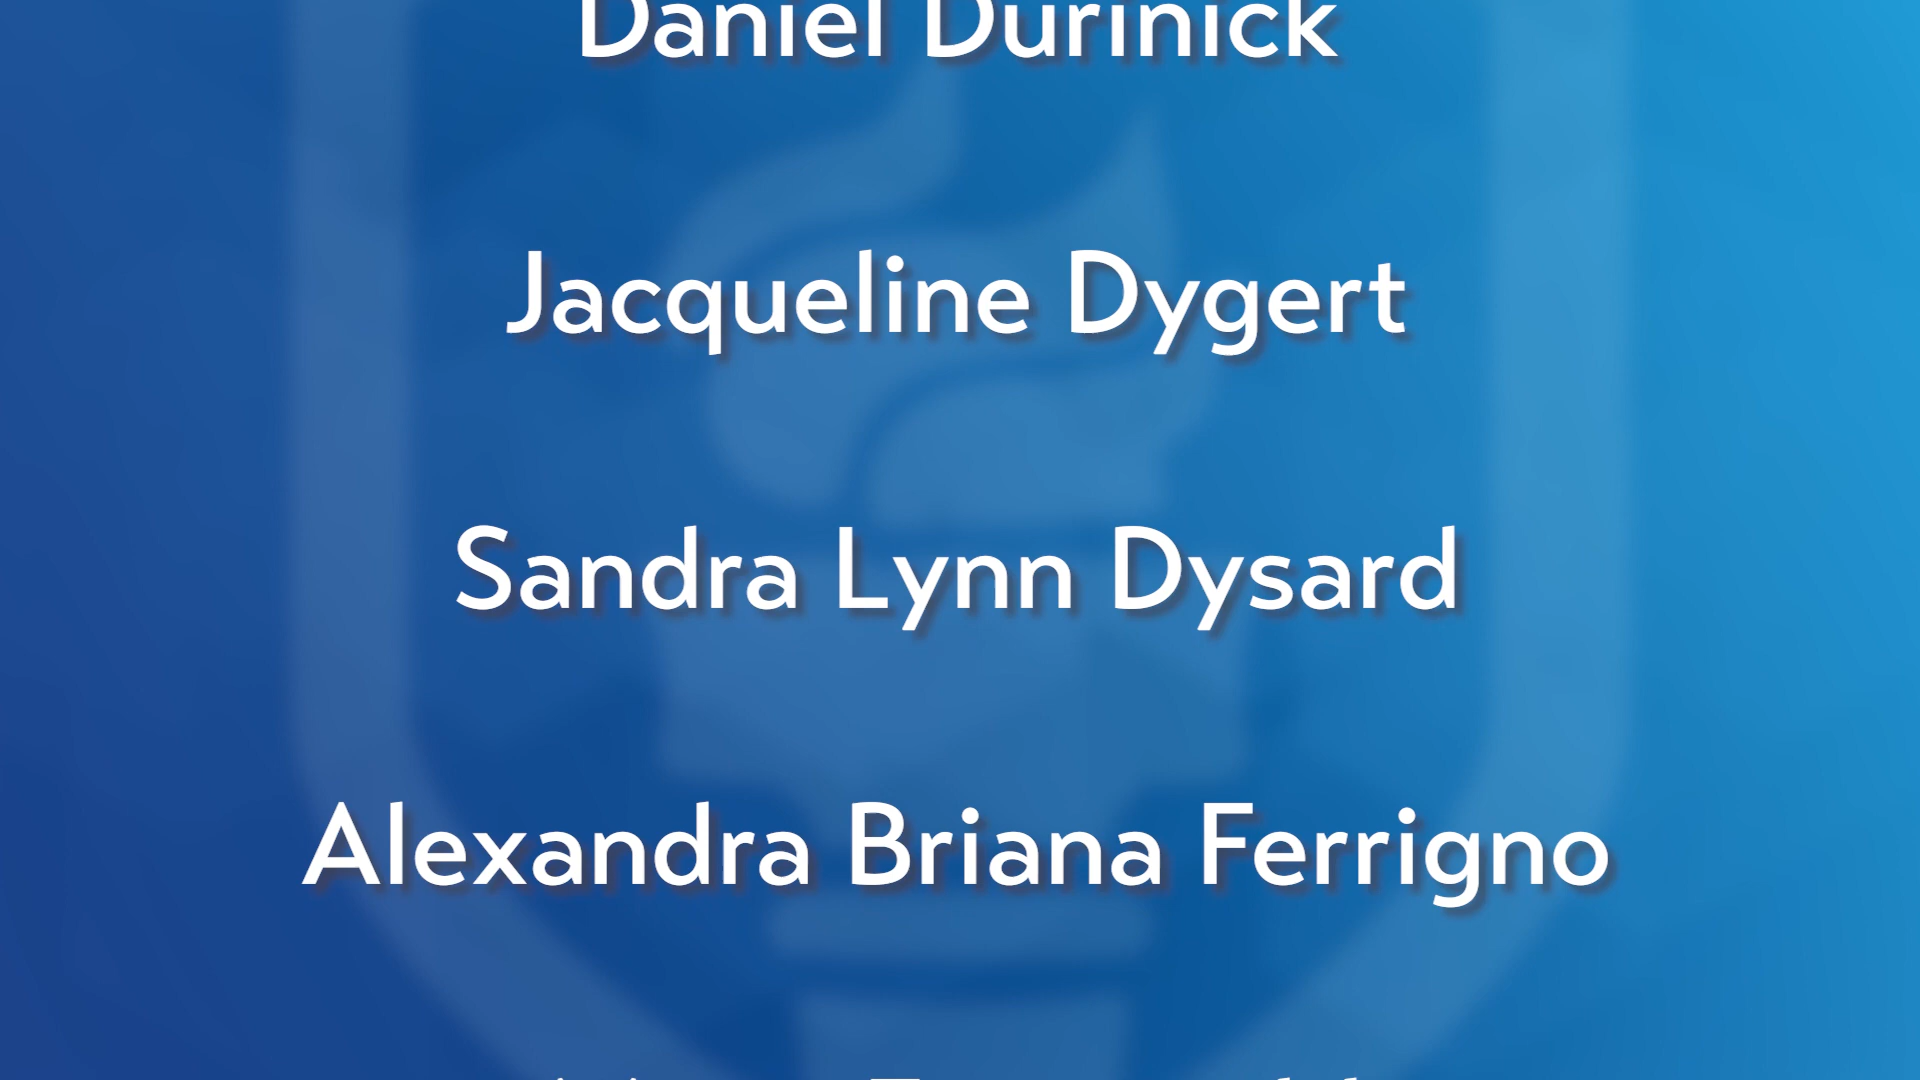 Daniel Durinick
Jacqueline Dygert
Sandra Lynn Dysard
Alexandra Briana Ferrigno